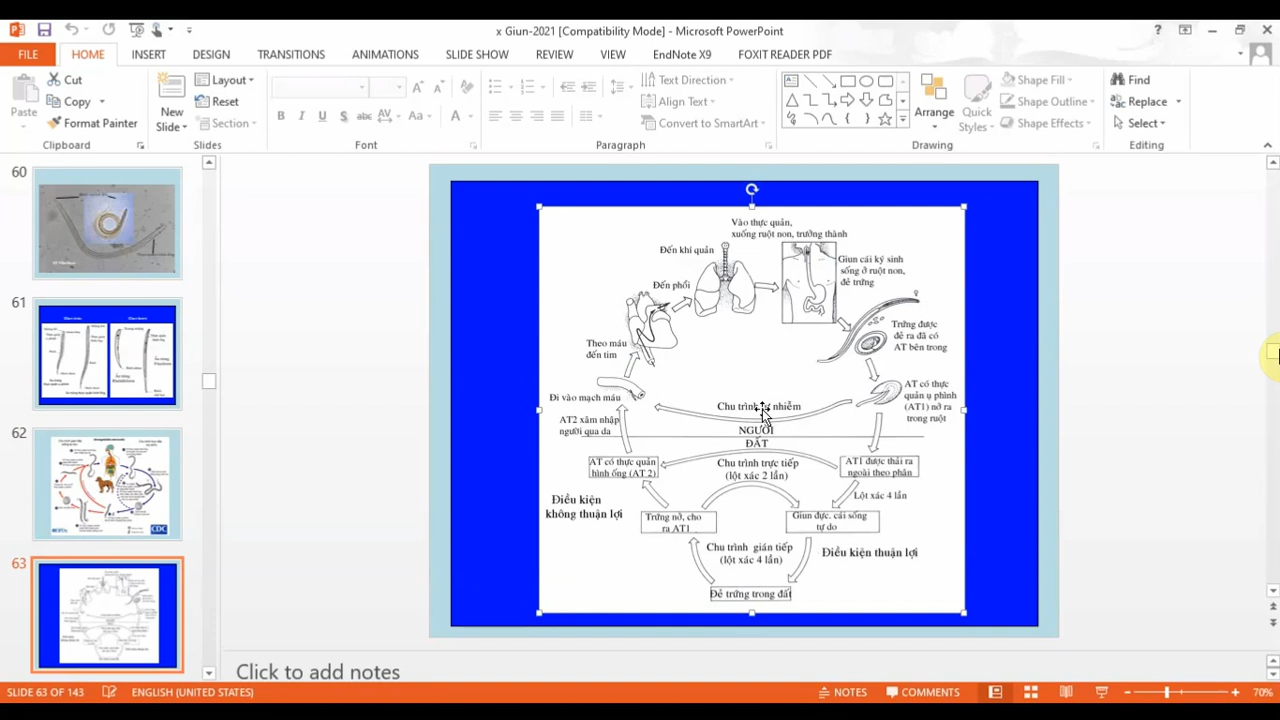 x Giun-2021 [Compatibility Mode] - Microsoft PowerPoint
FILE HOME INSERT DESIGN TRANSITIONS ANIMATIONS SLIDE SHOW REVIEW VIEW EndNote X9 FOXIT READER PDF
Paste
Cut
Copy
Format Painter
Clipboard
New
Slide
Layout
Reset
Section
Slides
B I U S abc AV Aa A
Font
Text Direction
Align Text
Convert to SmartArt
Paragraph
Arrange
Quick
Styles
Shape Fill
Shape Outline
Shape Effects
Drawing
Find
Replace
Select
Editing
60
61
62
CDC
63
Vào thực quản,
xuống ruột non, trưởng thành
Đến khí quản
Giun cái ký sinh
sống ở ruột non,
đẻ trứng
Đến phổi
Trứng được
đẻ ra đã có
AT bên trong
Theo máu
đến tim
AT có thực
quản ụ phình
(AT1) nở ra
trong ruột
Đi vào mạch máu
Chu trình tự nhiễm
AT2 xâm nhập
người qua da
NGƯỜI
ĐẤT
AT có thực quản
hình ống (AT2)
Chu trình trực tiếp
(lột xác 2 lần)
AT1 được thải ra
ngoài theo phân
Điều kiện
không thuận lợi
Lột xác 4 lần
Trứng nở, cho
ra AT1
Giun đực, cái sống
tự do
Chu trình gián tiếp
(lột xác 4 lần)
Điều kiện thuận lợi
Đẻ trứng trong đất
Click to add notes
SLIDE 63 OF 143 ENGLISH (UNITED STATES) NOTES COMMENTS 70%